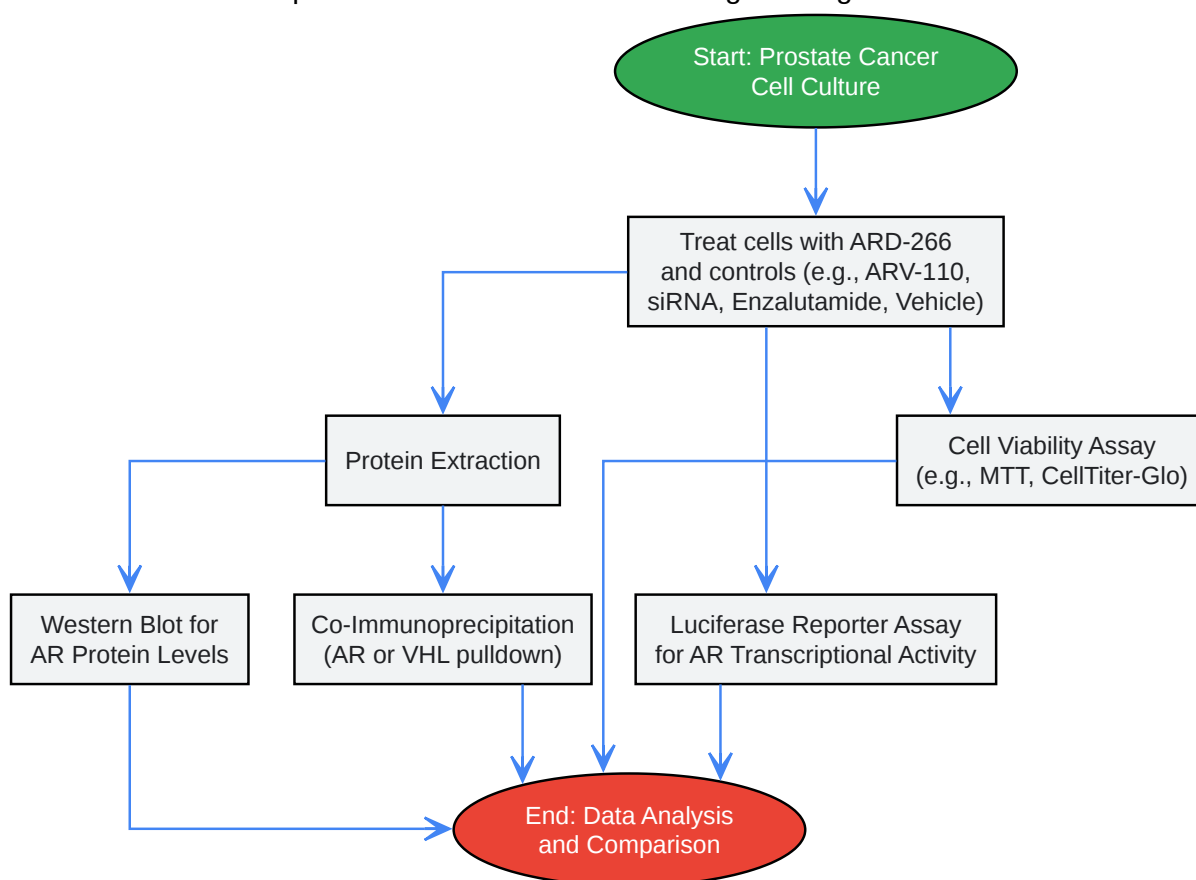 Start: Prostate Cancer
Cell Culture
Treat cells with ARD-266
and controls (e.g., ARV-110,
siRNA, Enzalutamide, Vehicle)
Protein Extraction
Cell Viability Assay
(e.g., MTT, CellTiter-Glo)
Western Blot for
AR Protein Levels
Co-Immunoprecipitation
(AR or VHL pulldown)
Luciferase Reporter Assay
for AR Transcriptional Activity
End: Data Analysis
and Comparison